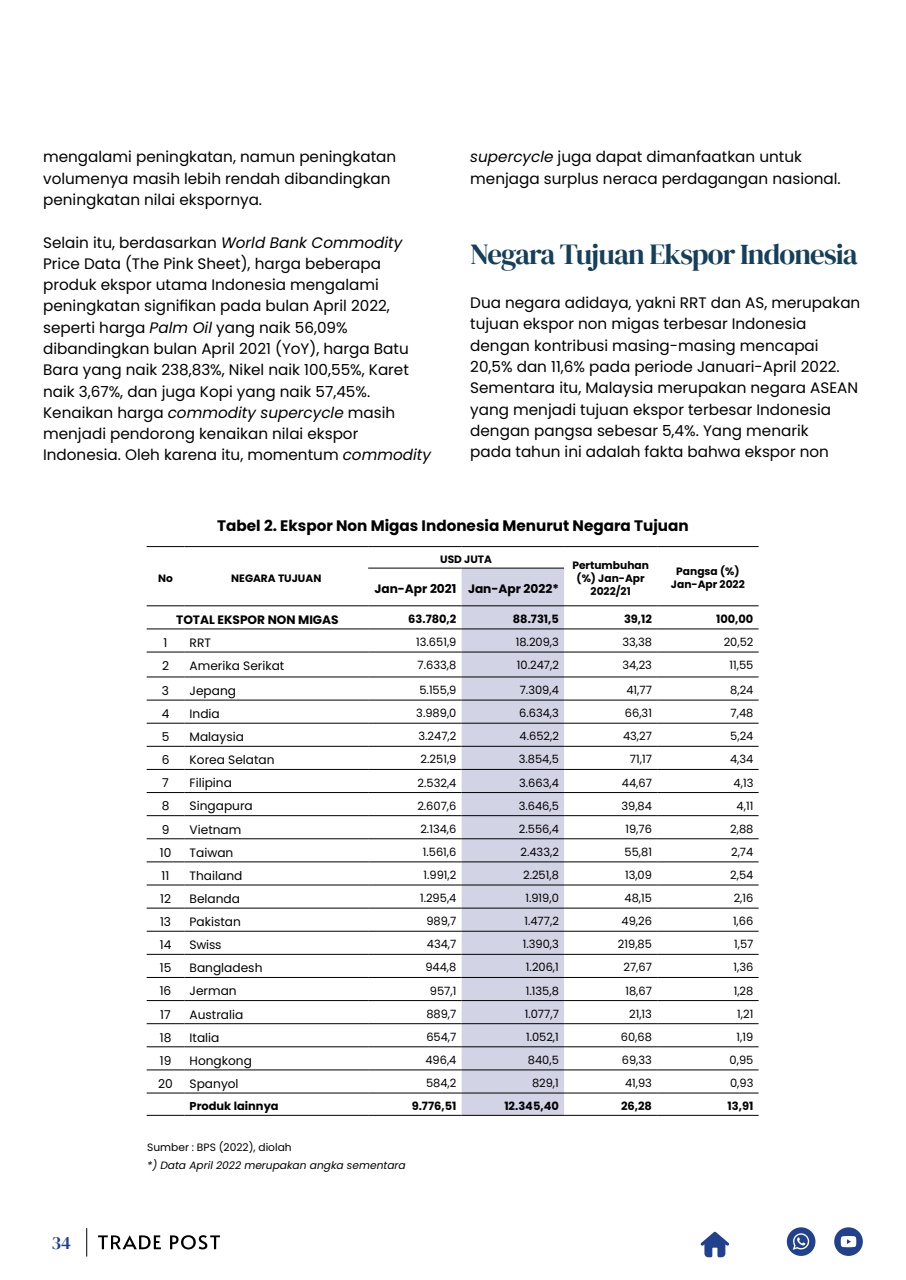 mengalami peningkatan, namun peningkatan
volumenya masih lebih rendah dibandingkan
peningkatan nilai ekspornya.
Selain itu, berdasarkan World Bank Commodity
Price Data (The Pink Sheet), harga beberapa
produk ekspor utama Indonesia mengalami
peningkatan signifikan pada bulan April 2022,
seperti harga Palm Oil yang naik 56,09%
dibandingkan bulan April 2021 (YoY), harga Batu
Bara yang naik 238,83%, Nikel naik 100,55%, Karet
naik 3,67%, dan juga Kopi yang naik 57,45%.
Kenaikan harga commodity supercycle masih
menjadi pendorong kenaikan nilai ekspor
Indonesia. Oleh karena itu, momentum commodity
supercycle juga dapat dimanfaatkan untuk
menjaga surplus neraca perdagangan nasional.
Negara Tujuan Ekspor Indonesia
Dua negara adidaya, yakni RRT dan AS, merupakan
tujuan ekspor non migas terbesar Indonesia
dengan kontribusi masing-masing mencapai
20,5% dan 11,6% pada periode Januari-April 2022.
Sementara itu, Malaysia merupakan negara ASEAN
yang menjadi tujuan ekspor terbesar Indonesia
dengan pangsa sebesar 5,4%. Yang menarik
pada tahun ini adalah fakta bahwa ekspor non
Tabel 2. Ekspor Non Migas Indonesia Menurut Negara Tujuan
No NEGARA TUJUAN USD JUTA Pertumbuhan (%) Jan-Apr 2022/21 Pangsa (%) Jan-Apr 2022
Jan-Apr 2021 Jan-Apr 2022*
TOTAL EKSPOR NON MIGAS 63.780,2 88.731,5 39,12 100,00
1 RRT 13.651,9 18.209,3 33,38 20,52
2 Amerika Serikat 7.633,8 10.247,2 34,23 11,55
3 Jepang 5.155,9 7.309,4 41,77 8,24
4 India 3.989,0 6.634,3 66,31 7,48
5 Malaysia 3.247,2 4.652,2 43,27 5,24
6 Korea Selatan 2.251,9 3.854,5 71,17 4,34
7 Filipina 2.532,4 3.663,4 44,67 4,13
8 Singapura 2.607,6 3.646,5 39,84 4,11
9 Vietnam 2.134,6 2.556,4 19,76 2,88
10 Taiwan 1.561,6 2.433,2 55,81 2,74
11 Thailand 1.991,2 2.251,8 13,09 2,54
12 Belanda 1.295,4 1.919,0 48,15 2,16
13 Pakistan 989,7 1.477,2 49,26 1,66
14 Swiss 434,7 1.390,3 219,85 1,57
15 Bangladesh 944,8 1.206,1 27,67 1,36
16 Jerman 957,1 1.135,8 18,67 1,28
17 Australia 889,7 1.077,7 21,13 1,21
18 Italia 654,7 1.052,1 60,68 1,19
19 Hongkong 496,4 840,5 69,33 0,95
20 Spanyol 584,2 829,1 41,93 0,93
Produk lainnya 9.776,51 12.345,40 26,28 13,91
Sumber : BPS (2022), diolah
*) Data April 2022 merupakan angka sementara
34 TRADE POST